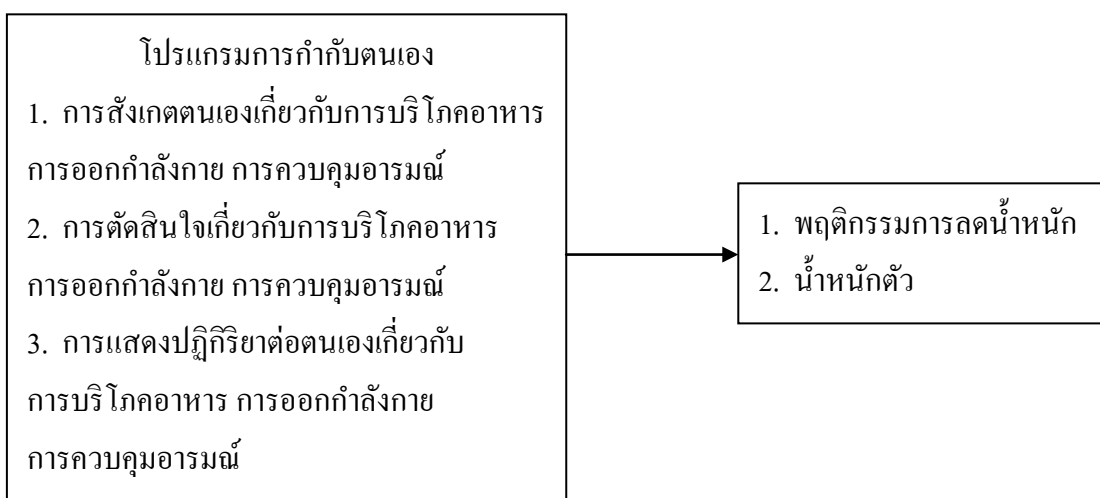 โปรแกรมการกำกับตนเอง
1. การสังเกตตนเองเกี่ยวกับการบริโภคอาหาร
การออกกำลังกาย การควบคุมอารมณ์
2. การตัดสินใจเกี่ยวกับการบริโภคอาหาร
การออกกำลังกาย การควบคุมอารมณ์
3. การแสดงปฏิกิริยาต่อตนเองเกี่ยวกับ
การบริโภคอาหาร การออกกำลังกาย
การควบคุมอารมณ์
1. พฤติกรรมการลดน้ำหนัก
2. น้ำหนักตัว